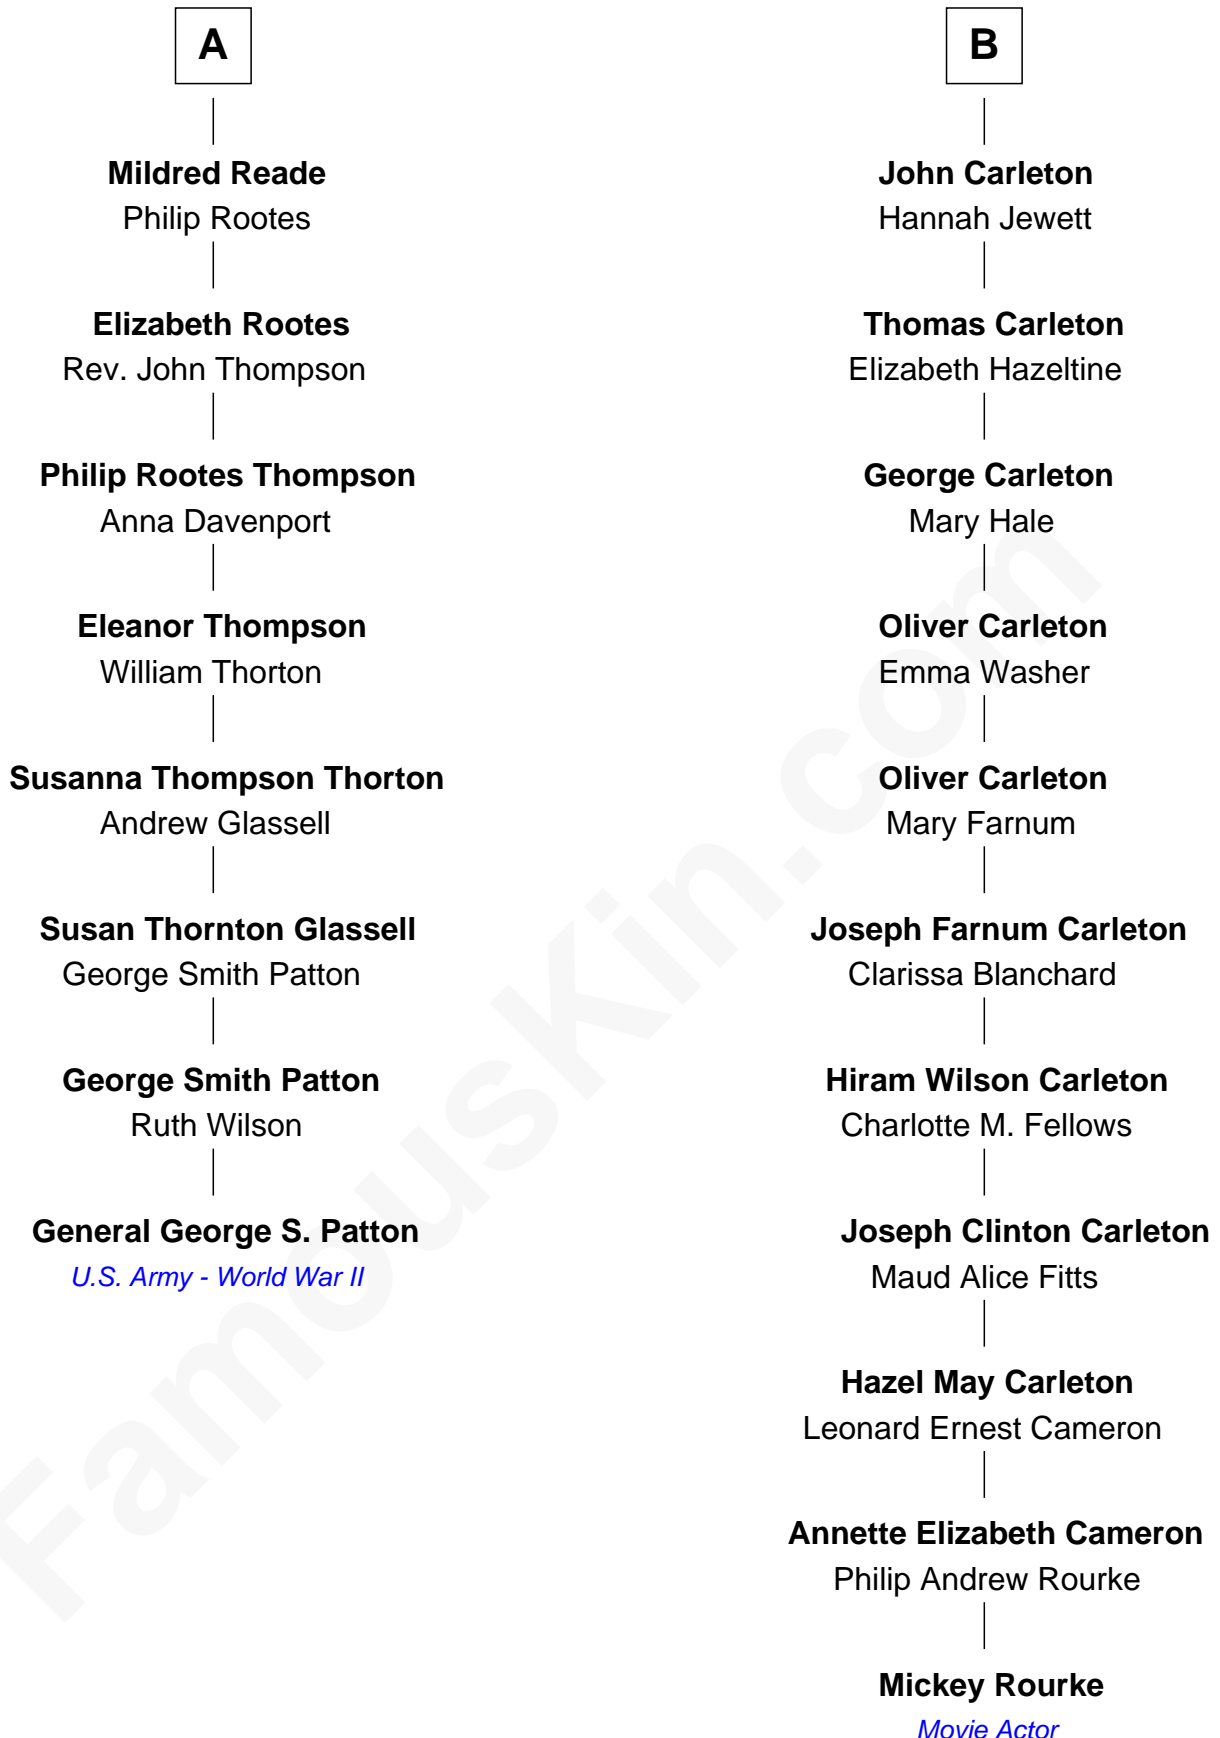 A
Mildred Reade
Philip Rootes
Elizabeth Rootes
Rev. John Thompson
Philip Rootes Thompson
Anna Davenport
Eleanor Thompson
William Thorton
Susanna Thompson Thorton
Andrew Glassell
Susan Thornton Glassell
George Smith Patton
George Smith Patton
Ruth Wilson
General George S. Patton
U.S. Army - World War II
B
John Carleton
Hannah Jewett
Thomas Carleton
Elizabeth Hazeltine
George Carleton
Mary Hale
Oliver Carleton
Emma Washer
Oliver Carleton
Mary Farnum
Joseph Farnum Carleton
Clarissa Blanchard
Hiram Wilson Carleton
Charlotte M. Fellows
Joseph Clinton Carleton
Maud Alice Fitts
Hazel May Carleton
Leonard Ernest Cameron
Annette Elizabeth Cameron
Philip Andrew Rourke
Mickey Rourke
Movie Actor
FamousKin.com